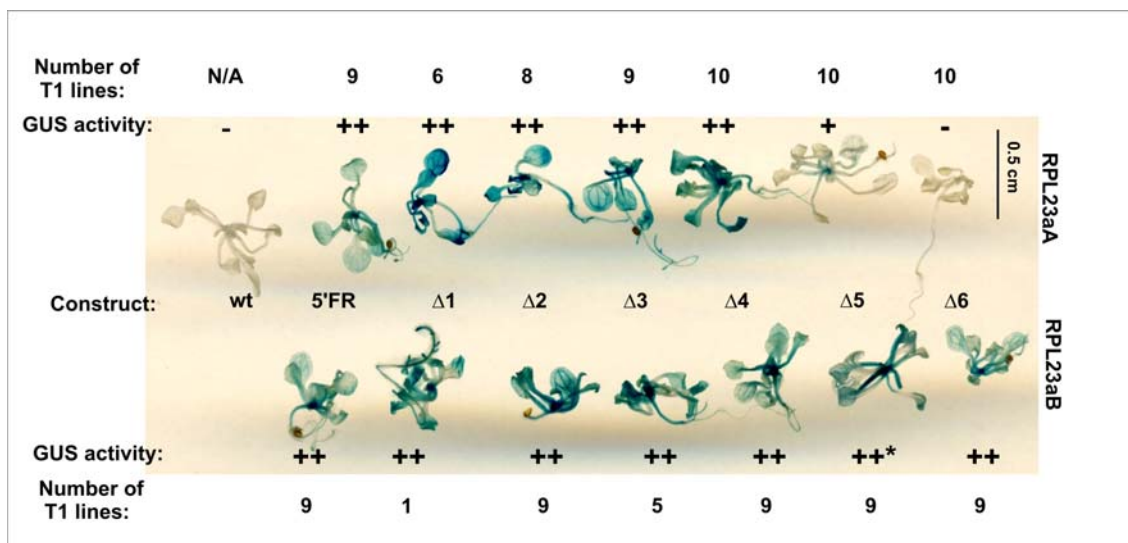 Number of
T1 lines:
N/A 9 6 8 9 10 10 10
GUS activity: - ++ ++ ++ ++ ++ + -
0.5 cm
RPL23aA
Construct: wt 5'FR Δ1 Δ2 Δ3 Δ4 Δ5 Δ6
RPL23aB
GUS activity: ++ ++ ++ ++ ++ ++* ++
Number of
T1 lines:
9 1 9 5 9 9 9